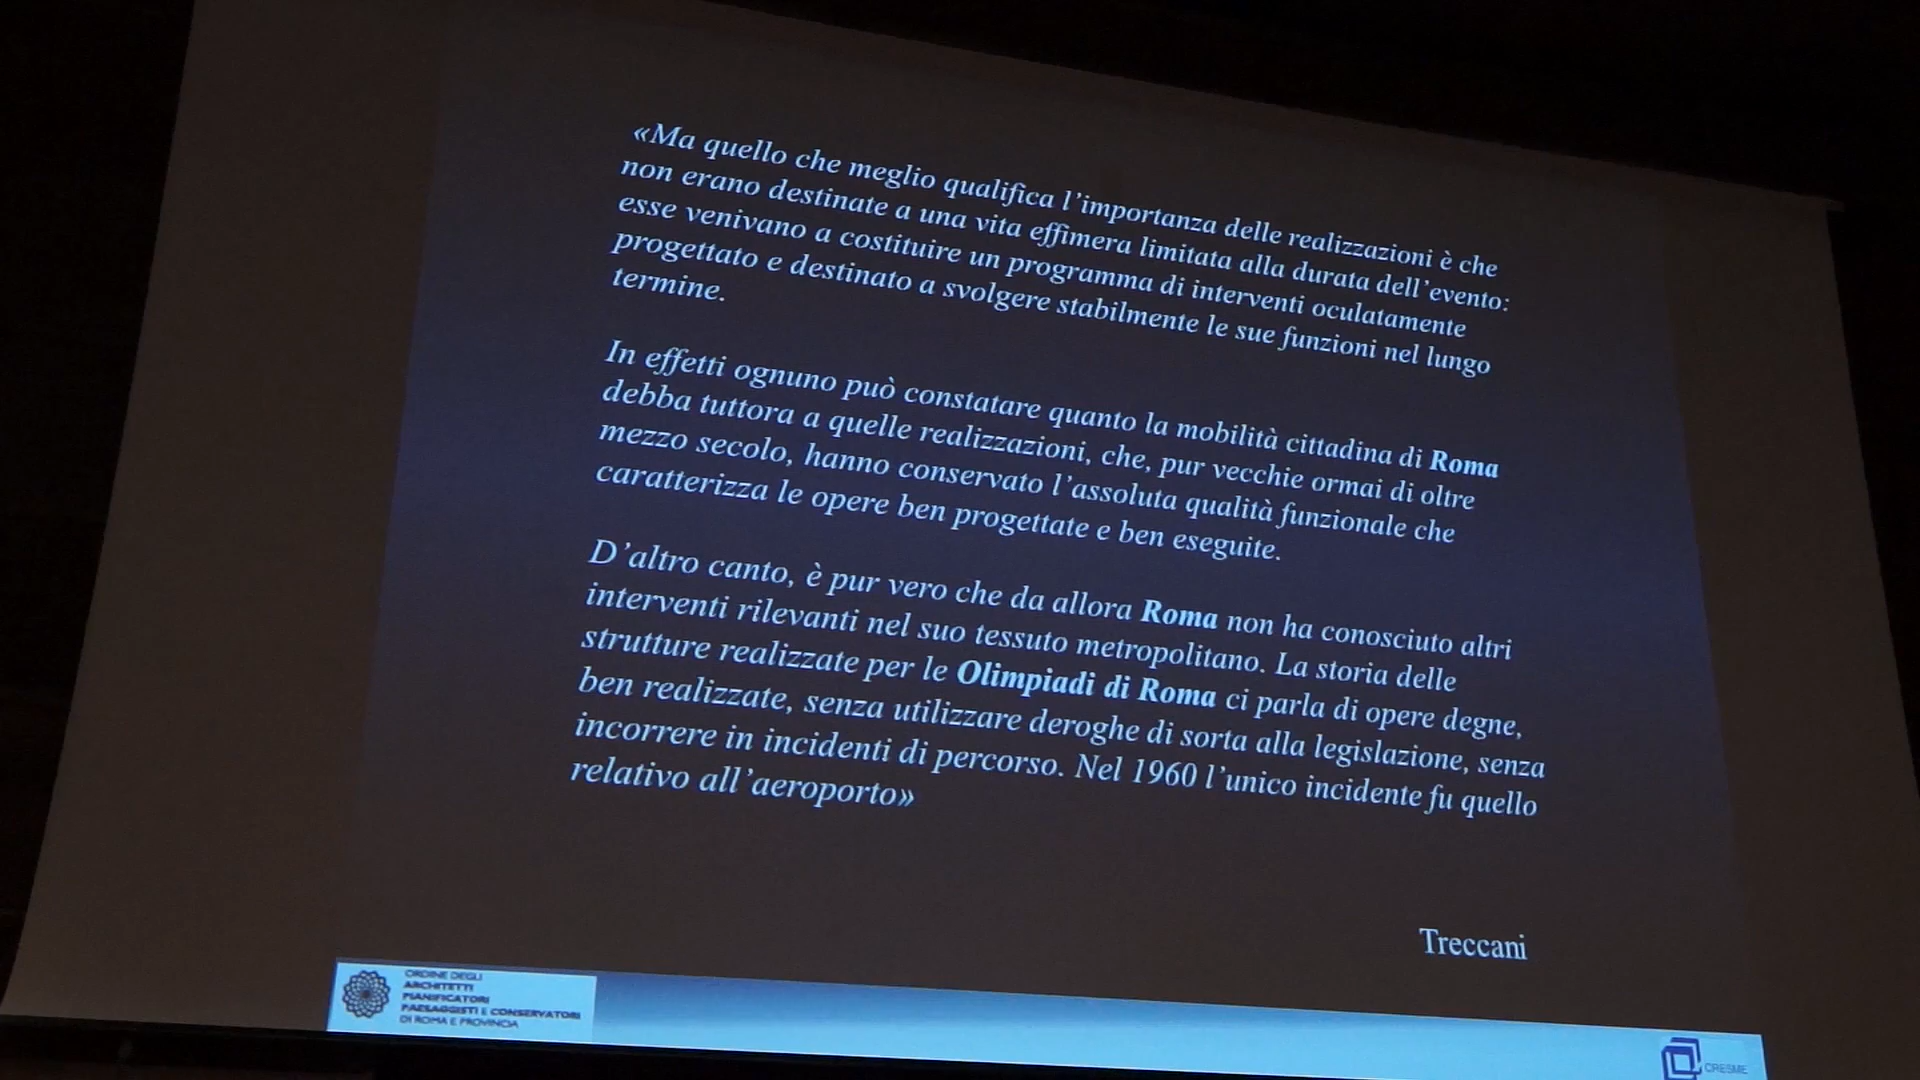 «Ma quello che meglio qualifica l’importanza delle realizzazioni è che
non erano destinate a una vita effimera limitata alla durata dell’evento:
esse venivano a costituire un programma di interventi oculatamente
progettato e destinato a svolgere stabilmente le sue funzioni nel lungo
termine.
In effetti ognuno può constatare quanto la mobilità cittadina di Roma
debba tuttora a quelle realizzazioni, che, pur vecchie ormai di oltre
mezzo secolo, hanno conservato l’assoluta qualità funzionale che
caratterizza le opere ben progettate e ben eseguite.
D’altro canto, è pur vero che da allora Roma non ha conosciuto altri
interventi rilevanti nel suo tessuto metropolitano. La storia delle
strutture realizzate per le Olimpiadi di Roma ci parla di opere degne,
ben realizzate, senza utilizzare deroghe di sorta alla legislazione, senza
incorrere in incidenti di percorso. Nel 1960 l’unico incidente fu quello
relativo all’aeroporto»
Treccani
ORDINE DEGLI
ARCHITETTI
PIANIFICATORI
PAESAGGISTI E CONSERVATORI
DI ROMA E PROVINCIA
CRESME